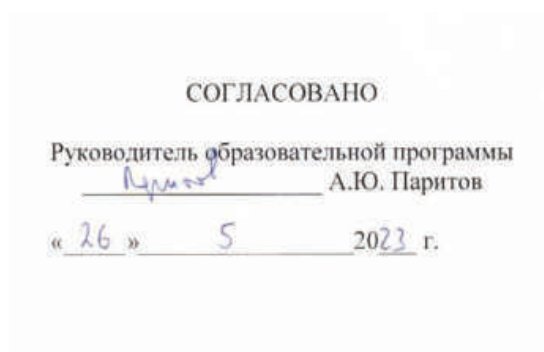 СОГЛАСОВАНО
Руководитель образовательной программы
А.Ю. Паритов
« 26 » 5 2023 г.